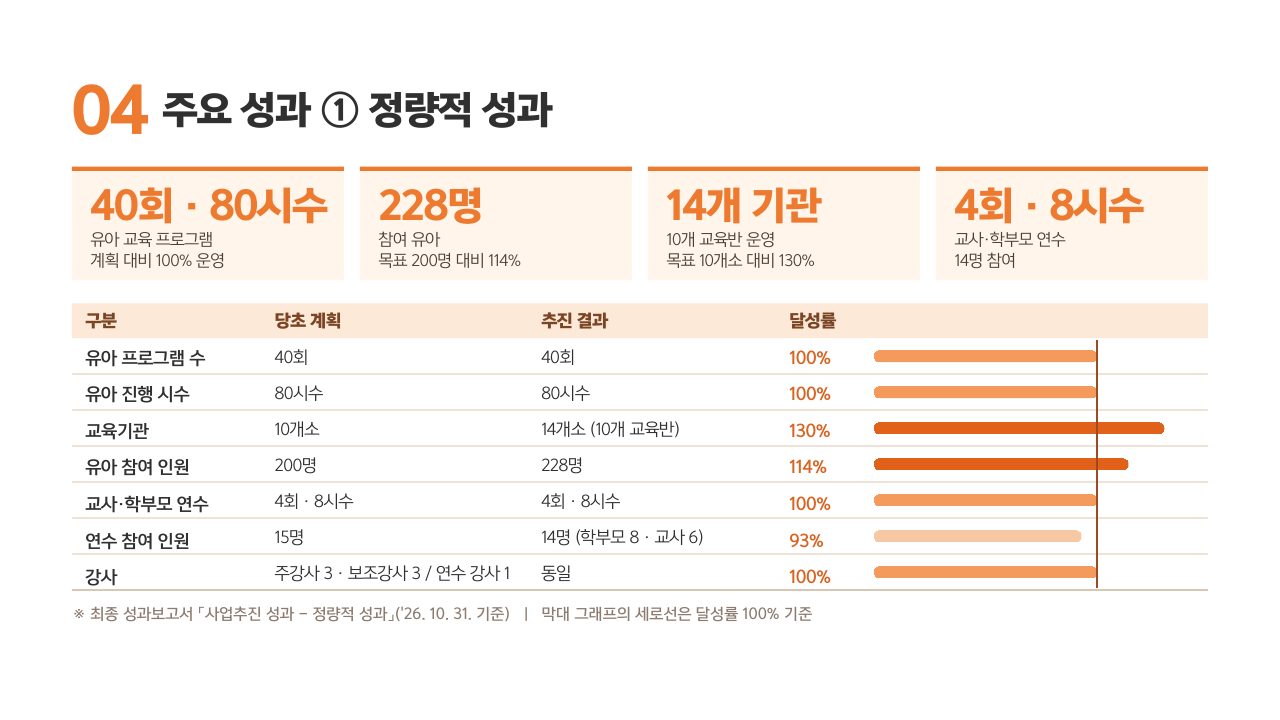 04 주요 성과 ① 정량적 성과
40회 · 80시수
유아 교육 프로그램
계획 대비 100% 운영
228명
참여 유아
목표 200명 대비 114%
14개 기관
10개 교육반 운영
목표 10개소 대비 130%
4회 · 8시수
교사·학부모 연수
14명 참여
구분 당초 계획 추진 결과 달성률
유아 프로그램 수 40회 40회 100%
유아 진행 시수 80시수 80시수 100%
교육기관 10개소 14개소 (10개 교육반) 130%
유아 참여 인원 200명 228명 114%
교사·학부모 연수 4회 · 8시수 4회 · 8시수 100%
연수 참여 인원 15명 14명 (학부모 8 · 교사 6) 93%
강사 주강사 3 · 보조강사 3 / 연수 강사 1 동일 100%
※ 최종 성과보고서 「사업추진 성과 – 정량적 성과」('26. 10. 31. 기준) | 막대 그래프의 세로선은 달성률 100% 기준